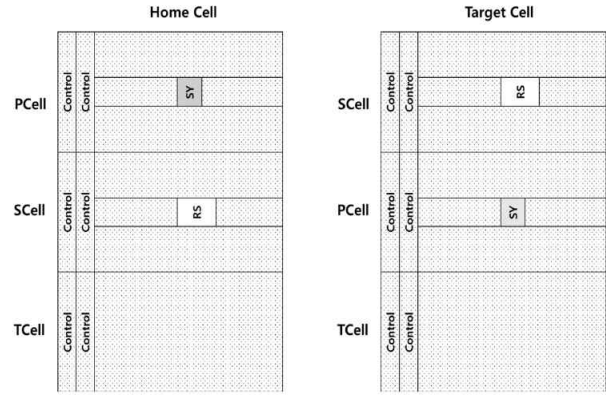 Home Cell
Target Cell
PCell
Control
Control
SY
SCell
Control
Control
RS
SCell
Control
Control
RS
PCell
Control
Control
SY
TCell
Control
Control
TCell
Control
Control